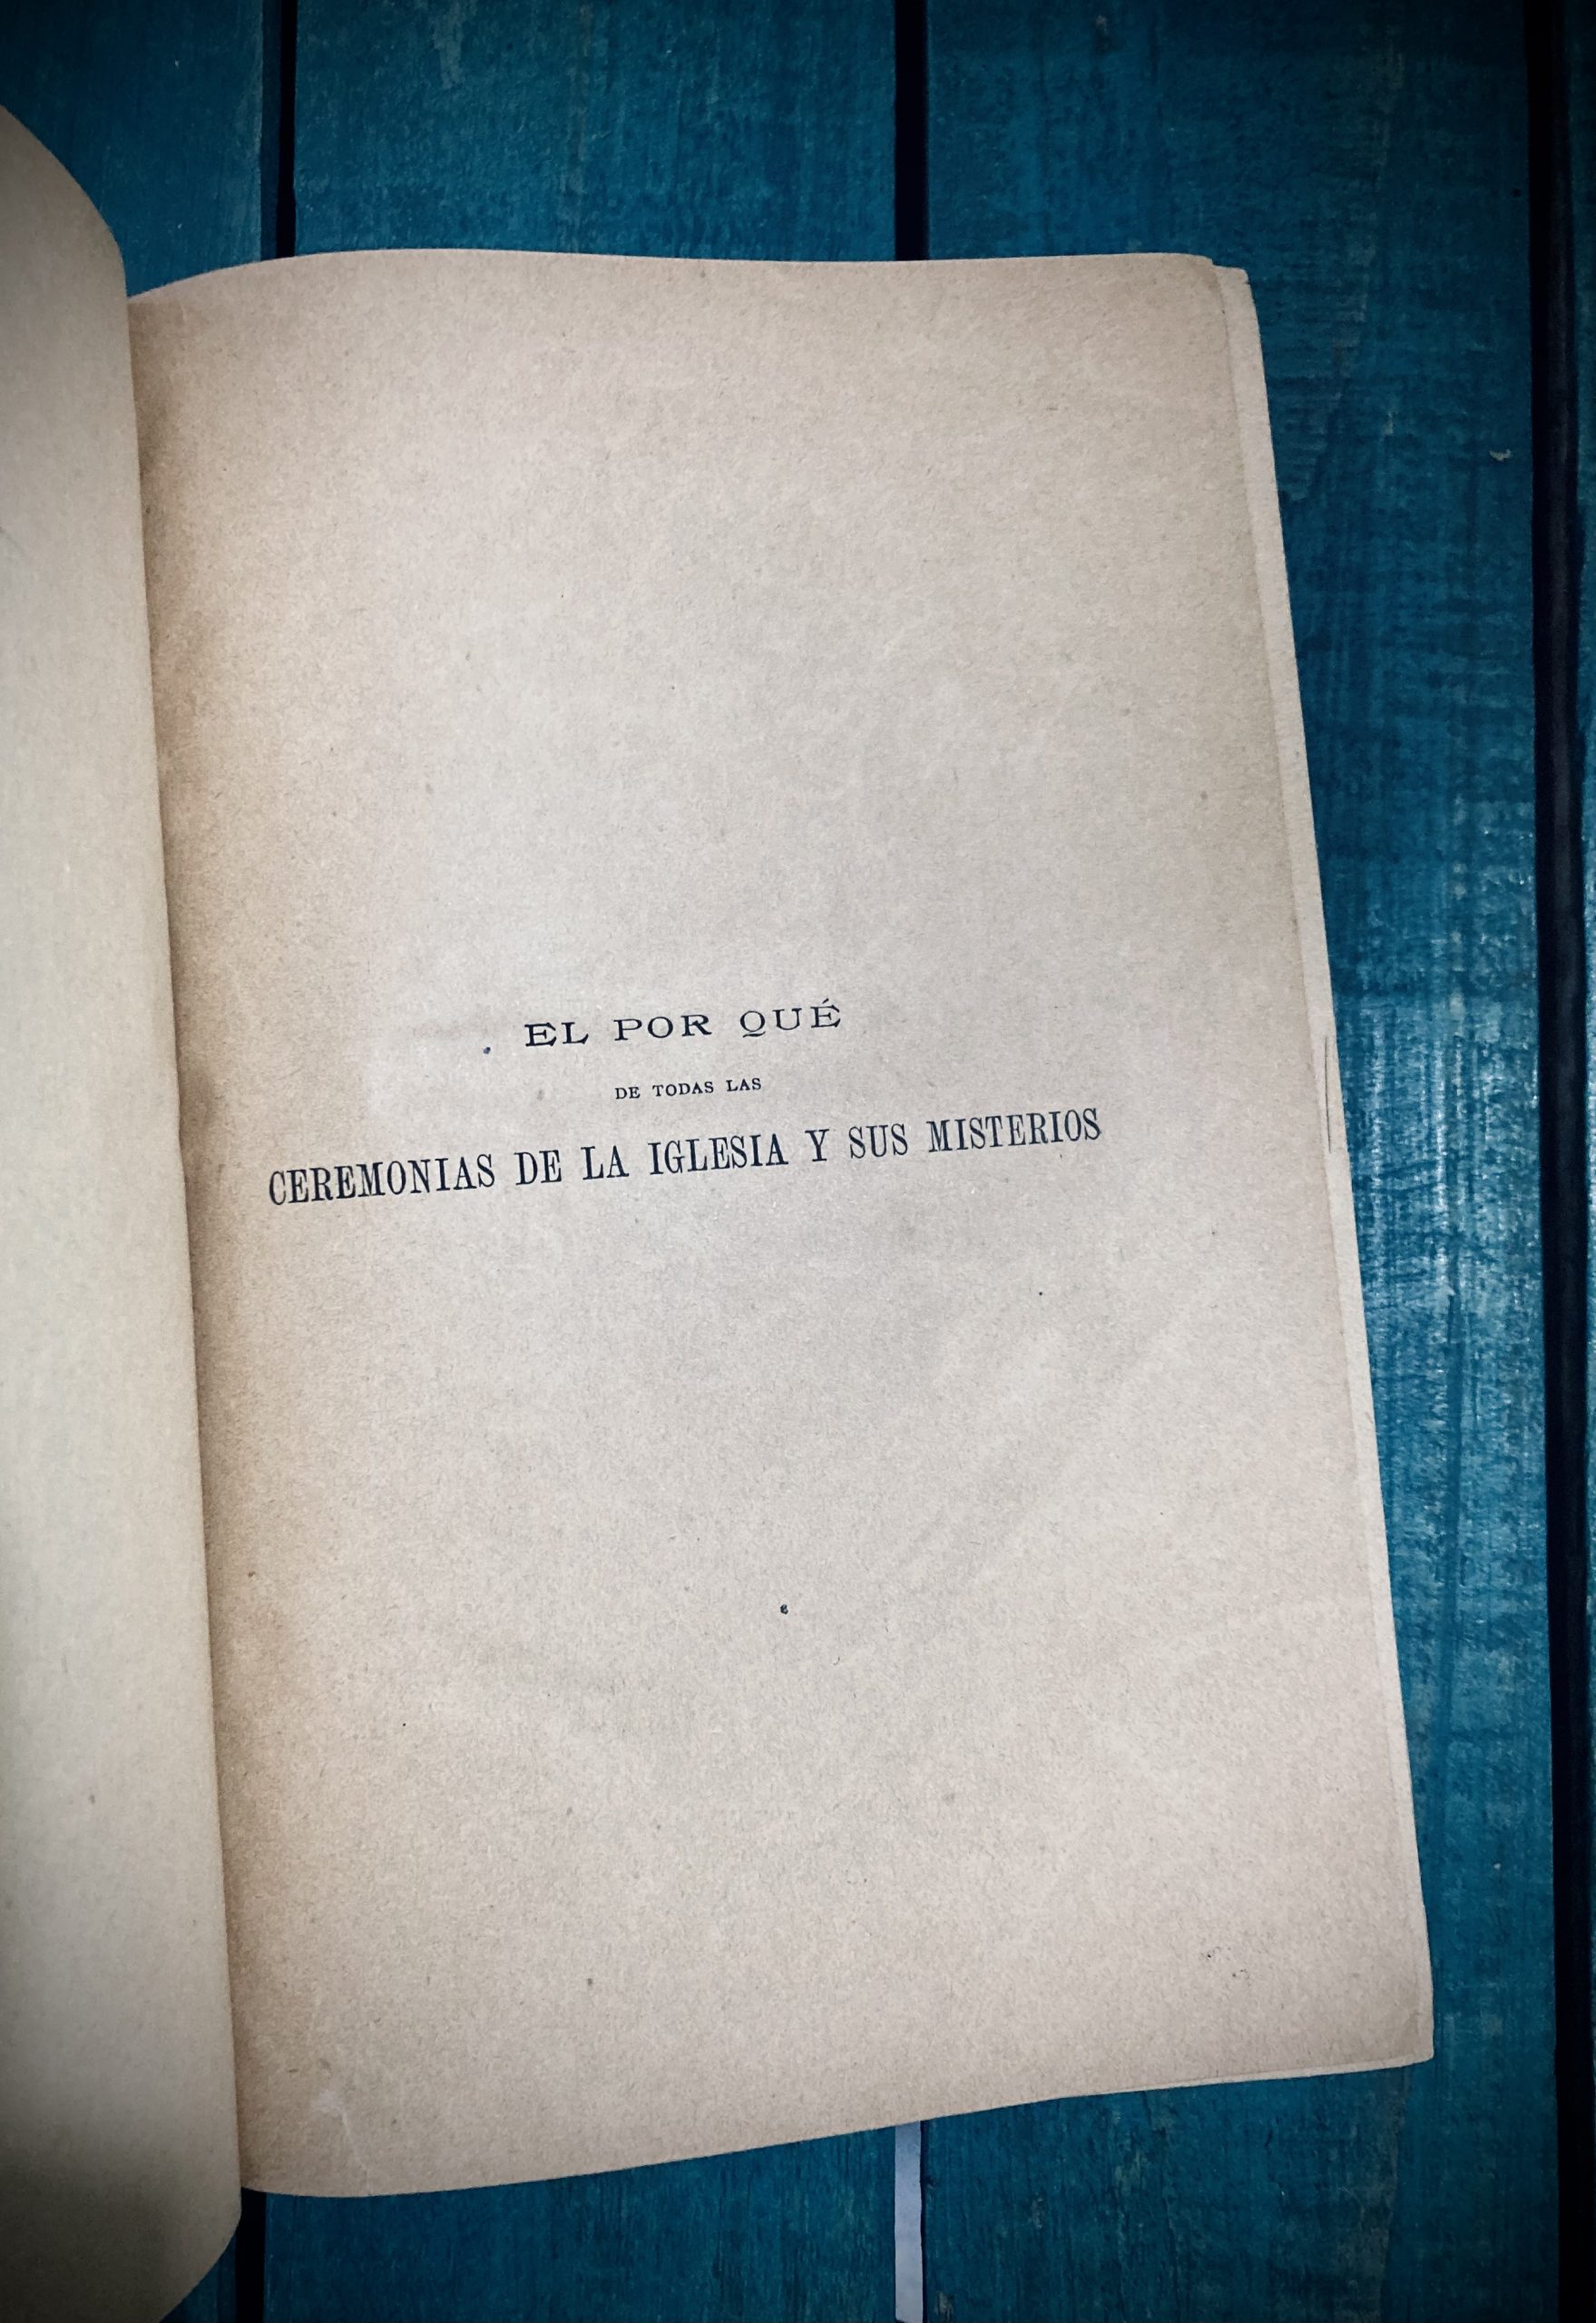 EL POR QUÉ
DE TODAS LAS
CEREMONIAS DE LA IGLESIA Y SUS MISTERIOS